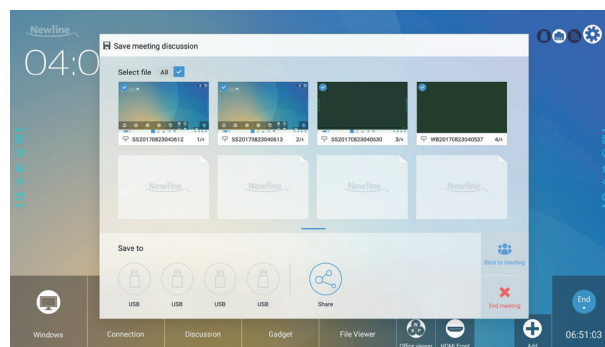 Newline
04:0
Save meeting discussion
Select file All
SS20170823040612 1/4
SS20170823040613 2/4
SS20170823040530 3/4
WB20170823040537 4/4
Newline
Newline
Newline
Newline
Save to
Back to meeting
USB
USB
USB
USB
Share
End meeting
End
Windows
Connection
Discussion
Gadget
File Viewer
Office viewer
HDMI Front
Add
06:51:03